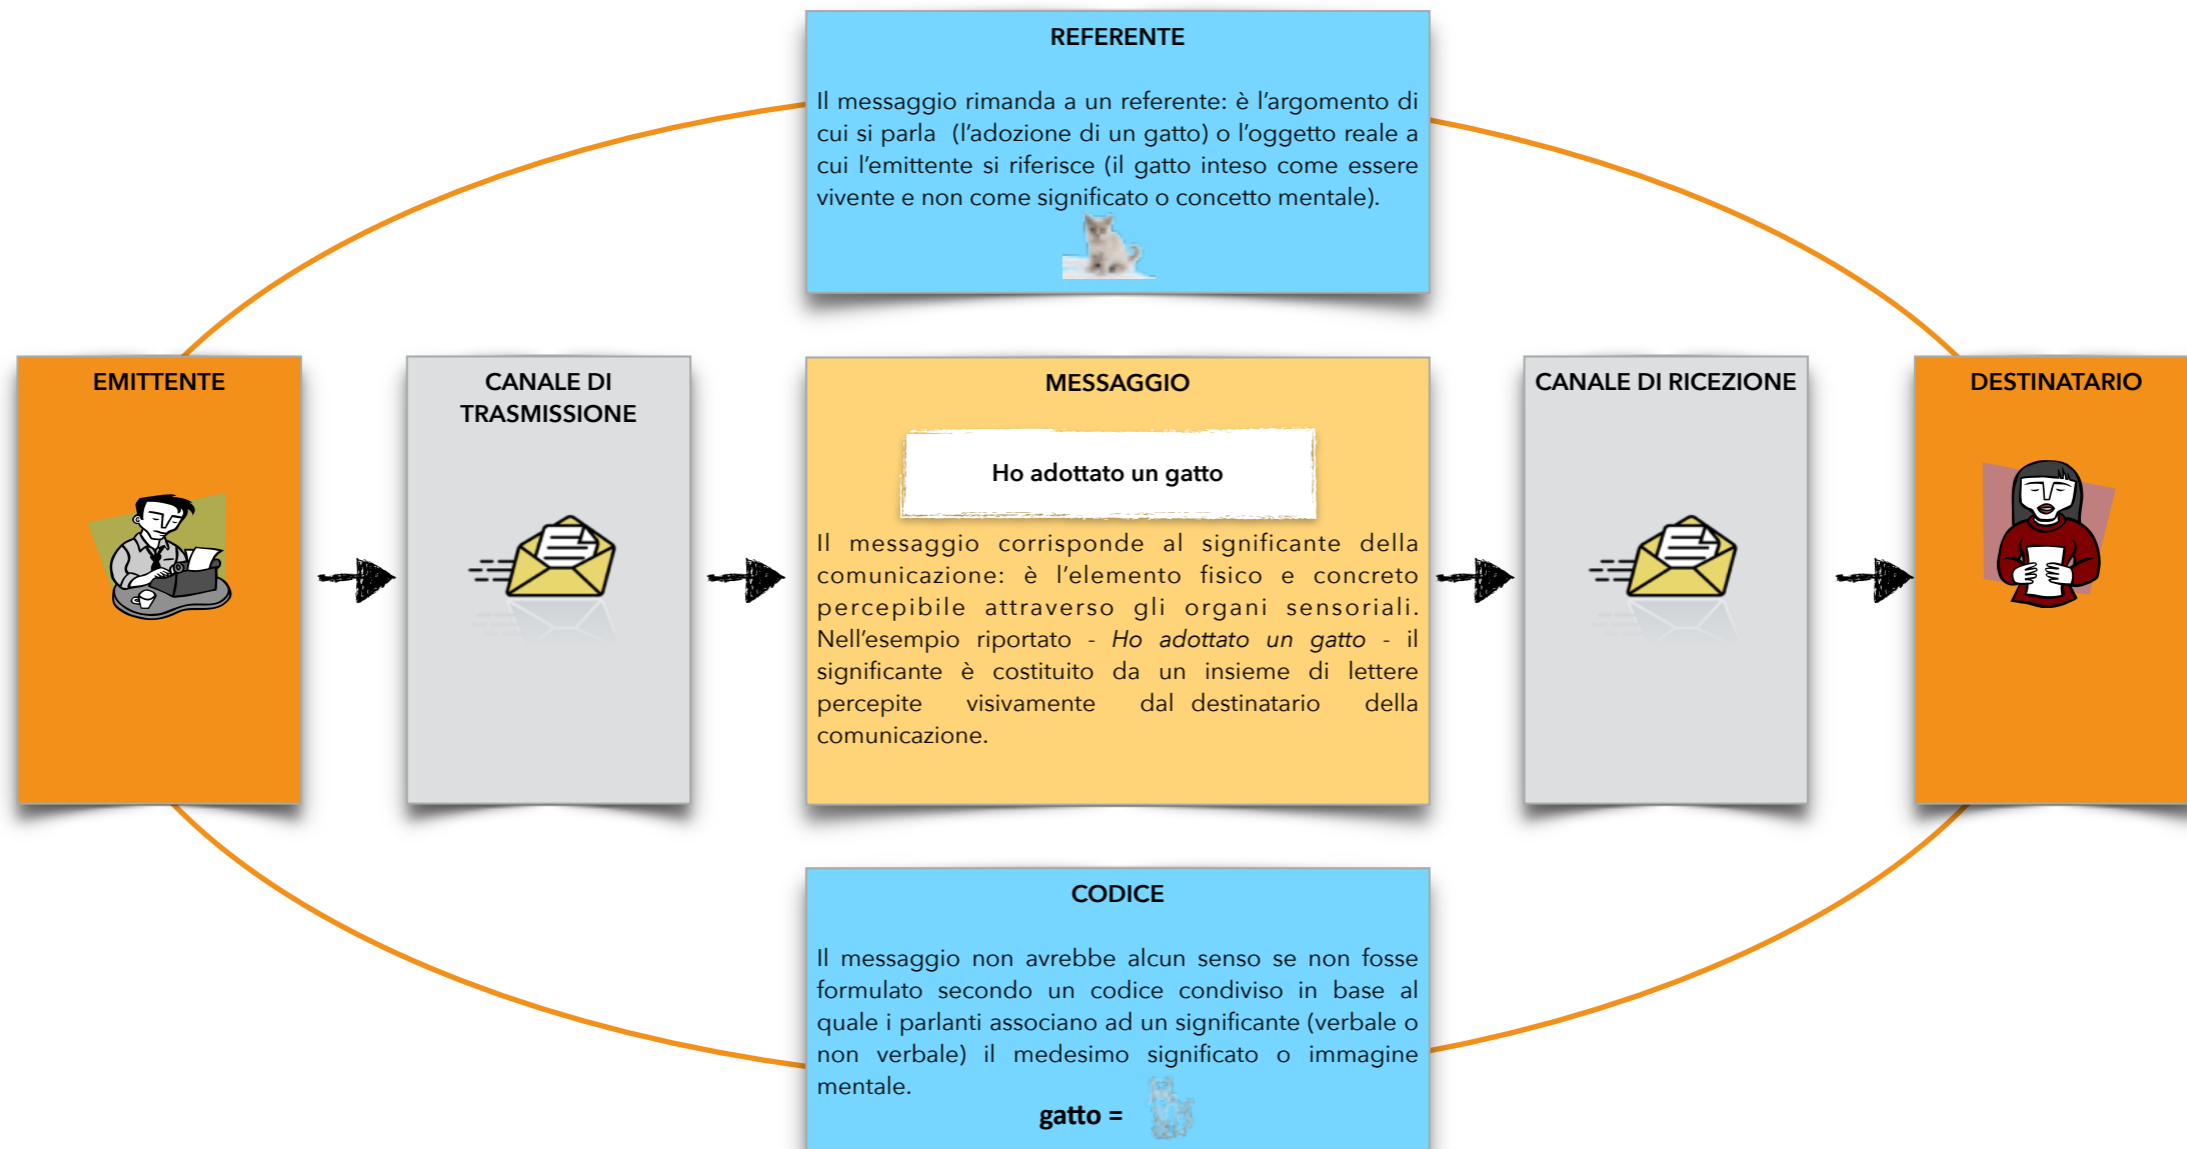 REFERENTE
Il messaggio rimanda a un referente: è l’argomento di
cui si parla (l’adozione di un gatto) o l’oggetto reale a
cui l’emittente si riferisce (il gatto inteso come essere
vivente e non come significato o concetto mentale).
EMITTENTE
CANALE DI
TRASMISSIONE
MESSAGGIO
Ho adottato un gatto
Il messaggio corrisponde al significante della
comunicazione: è l’elemento fisico e concreto
percepibile attraverso gli organi sensoriali.
Nell’esempio riportato - Ho adottato un gatto - il
significante è costituito da un insieme di lettere
percepite visivamente dal destinatario della
comunicazione.
CANALE DI RICEZIONE
DESTINATARIO
CODICE
Il messaggio non avrebbe alcun senso se non fosse
formulato secondo un codice condiviso in base al
quale i parlanti associano ad un significante (verbale o
non verbale) il medesimo significato o immagine
mentale.
gatto =